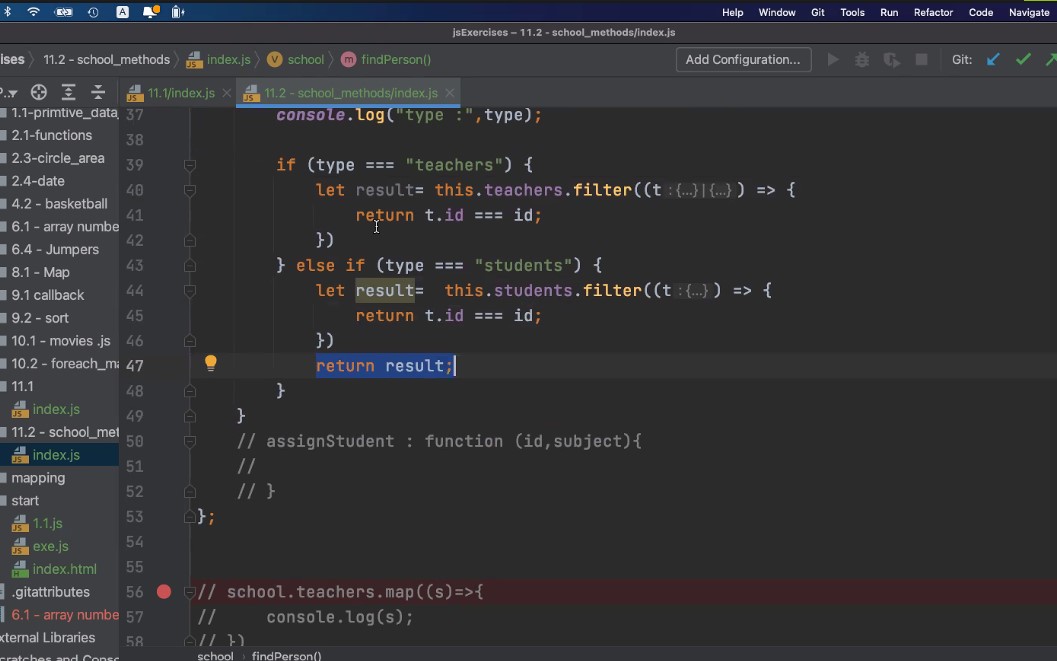 A
Help Window Git Tools Run Refactor Code Navigate
jsExercises – 11.2 - school_methods/index.js
ises 11.2 - school_methods JS index.js V school m findPerson() Add Configuration... Git:
P..▾ JS 11.1/index.js × JS 11.2 - school_methods/index.js ×
1.1-primtive_data
2.1-functions
2.3-circle_area
2.4-date
4.2 - basketball
6.1 - array numbe
6.4 - Jumpers
8.1 - Map
9.1 callback
9.2 - sort
10.1 - movies .js
10.2 - foreach_ma
11.1
JS index.js
11.2 - school_met
JS index.js
mapping
start
JS 1.1.js
JS exe.js
H index.html
.gitattributes
6.1 - array numbe
xternal Libraries
cratches and Conso
37 console.log("type :",type);
38
39 if (type === "teachers") {
40 let result= this.teachers.filter((t :{...}|{...} ) => {
41 return t.id === id;
42 })
43 } else if (type === "students") {
44 let result=  this.students.filter((t :{...} ) => {
45 return t.id === id;
46 })
47 return result;
48 }
49 }
50 // assignStudent : function (id,subject){
51 //
52 // }
53 };
54
55
56 // school.teachers.map((s)=>{
57 //     console.log(s);
58 // })
school › findPerson()